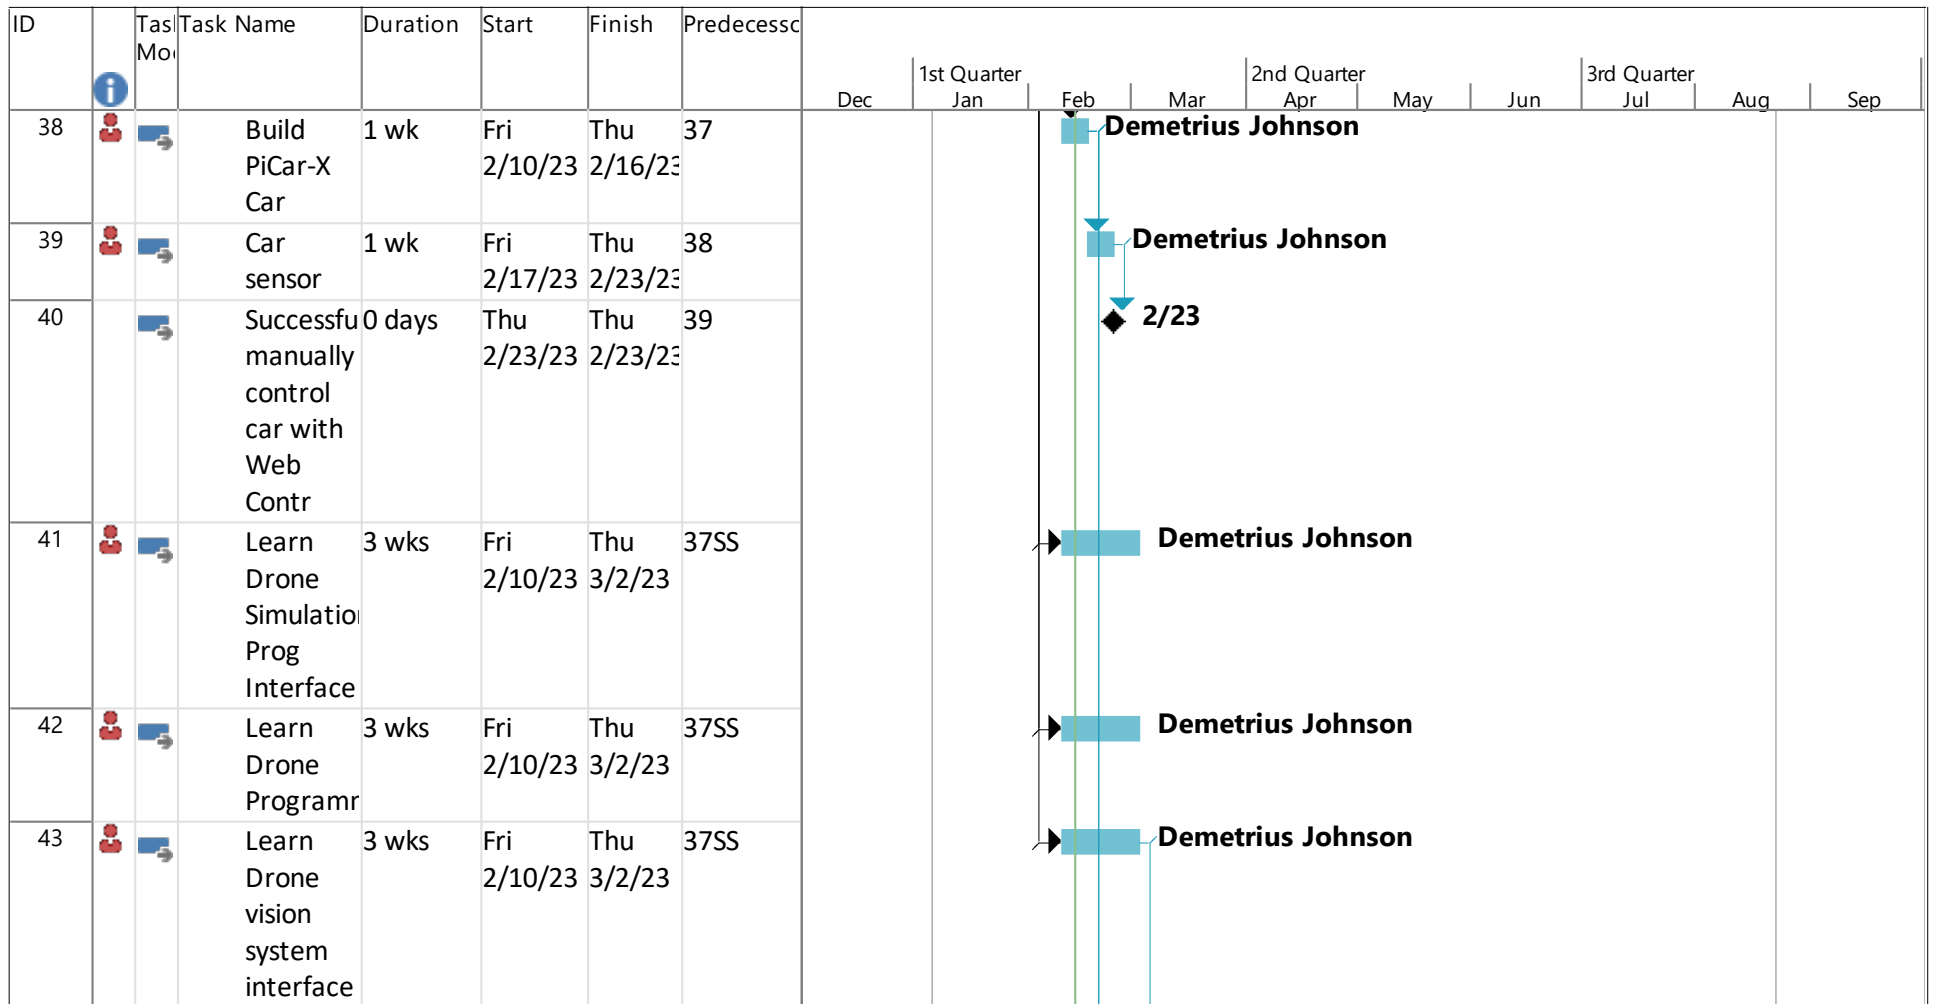 ID Task Name Duration Start Finish
1st Quarter 2nd Quarter 3rd Quarter
Dec Jan Feb Mar Apr May Jun Jul Aug Sep
38 Build 1 wk Fri Thu 37 Demetrius Johnson
PiCar-X 2/10/23 2/16/23
Car
39 Car 1 wk Fri Thu 38 Demetrius Johnson
sensor 2/17/23 2/23/23
40 Successfu 0 days Thu Thu 39 2/23
manually 2/23/23 2/23/23
control
car with
Web
Contr
41 Learn 3 wks Fri Thu 37SS Demetrius Johnson
Drone 2/10/23 3/2/23
Simulation
Prog
Interface
42 Learn 3 wks Fri Thu 37SS Demetrius Johnson
Drone 2/10/23 3/2/23
43 Learn 3 wks Fri Thu 37SS Demetrius Johnson
Drone 2/10/23 3/2/23
vision
system
interface